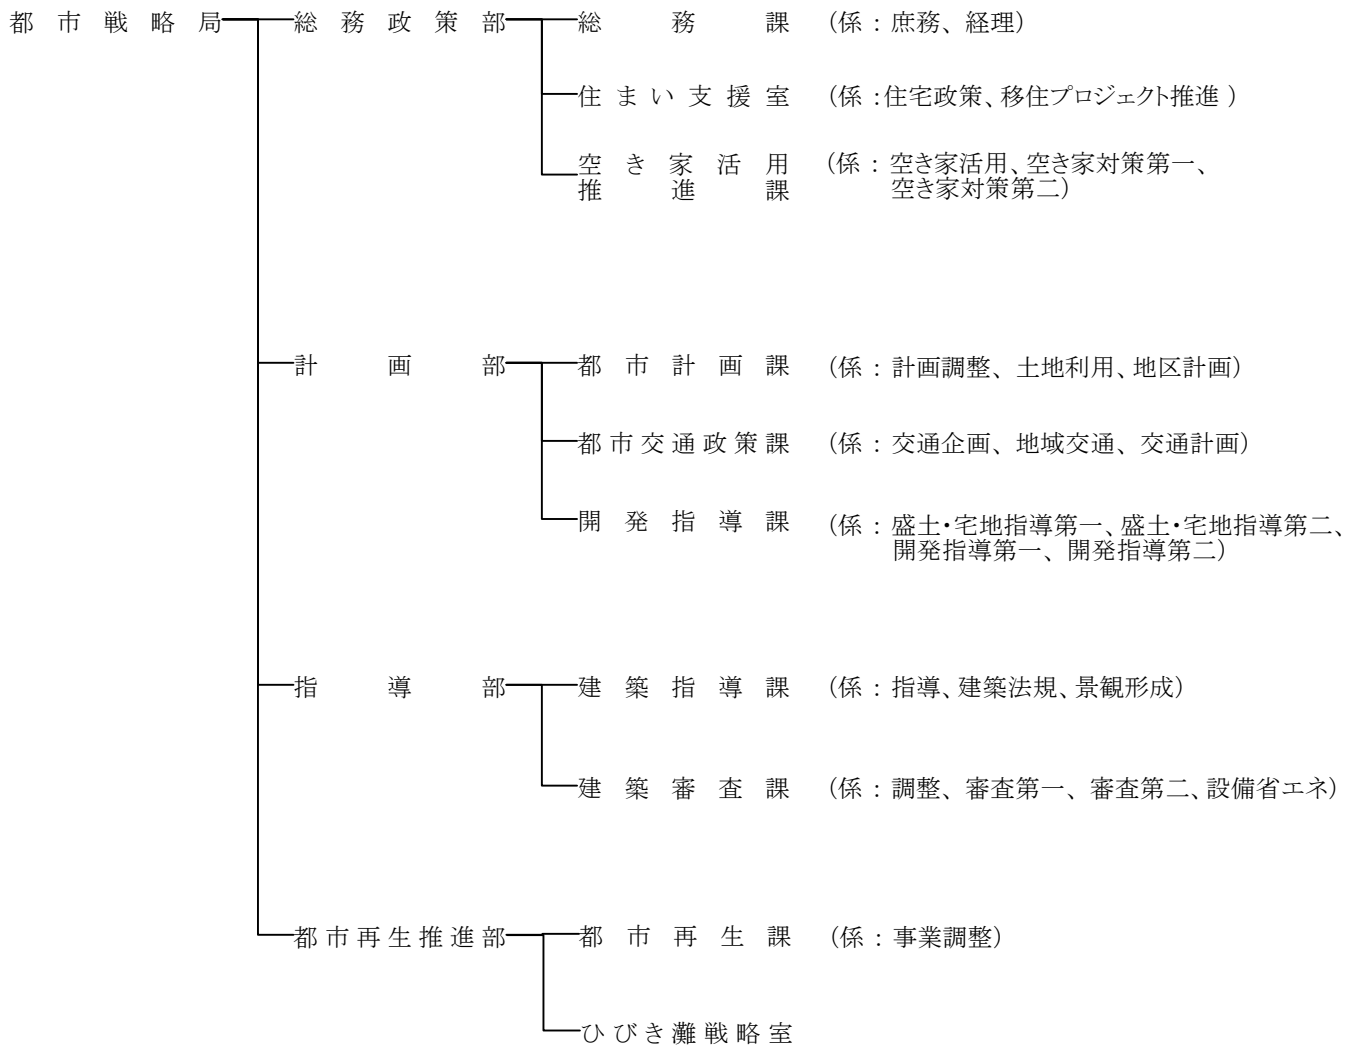 都市戦略局 総務政策部 総務課 （係：庶務、経理）
住まい支援室 （係：住宅政策、移住プロジェクト推進）
空き家活用 （係：空き家活用、空き家対策第一、
推進課 空き家対策第二）
計画部 都市計画課 （係：計画調整、土地利用、地区計画）
都市交通政策課 （係：交通企画、地域交通、交通計画）
開発指導課 （係：盛土・宅地指導第一、盛土・宅地指導第二、
開発指導第一、開発指導第二）
指導部 建築指導課 （係：指導、建築法規、景観形成）
建築審査課 （係：調整、審査第一、審査第二、設備省エネ）
都市再生推進部 都市再生課 （係：事業調整）
ひびき灘戦略室